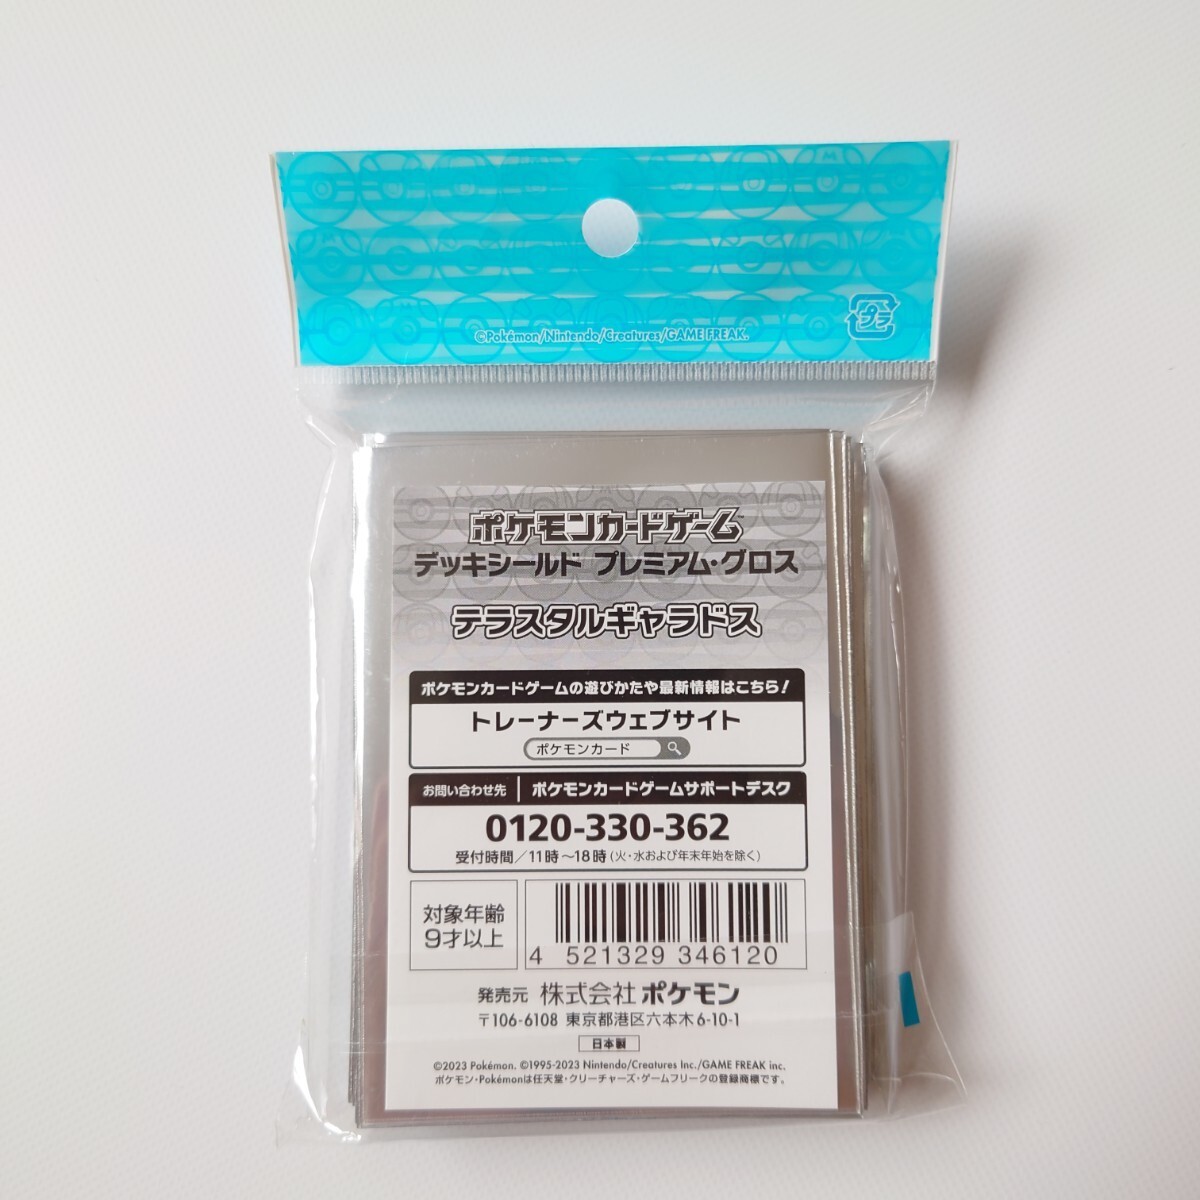 ©Pokémon/Nintendo/Creatures/GAME FREAK.
プラ
ポケモンカードゲーム
デッキシールド プレミアム・グロス
テラスタルギャラドス
ポケモンカードゲームの遊びかたや最新情報はこちら!
トレーナーズウェブサイト
ポケモンカード
お問い合わせ先 ポケモンカードゲームサポートデスク
0120-330-362
受付時間/11時~18時(火・水および年末年始を除く)
対象年齢
9才以上
4 521329 346120
発売元 株式会社 ポケモン
〒106-6108 東京都港区六本木6-10-1
日本製
©2023 Pokémon. ©1995-2023 Nintendo/Creatures Inc./GAME FREAK inc.
ポケモン・Pokémonは任天堂・クリーチャーズ・ゲームフリークの登録商標です。